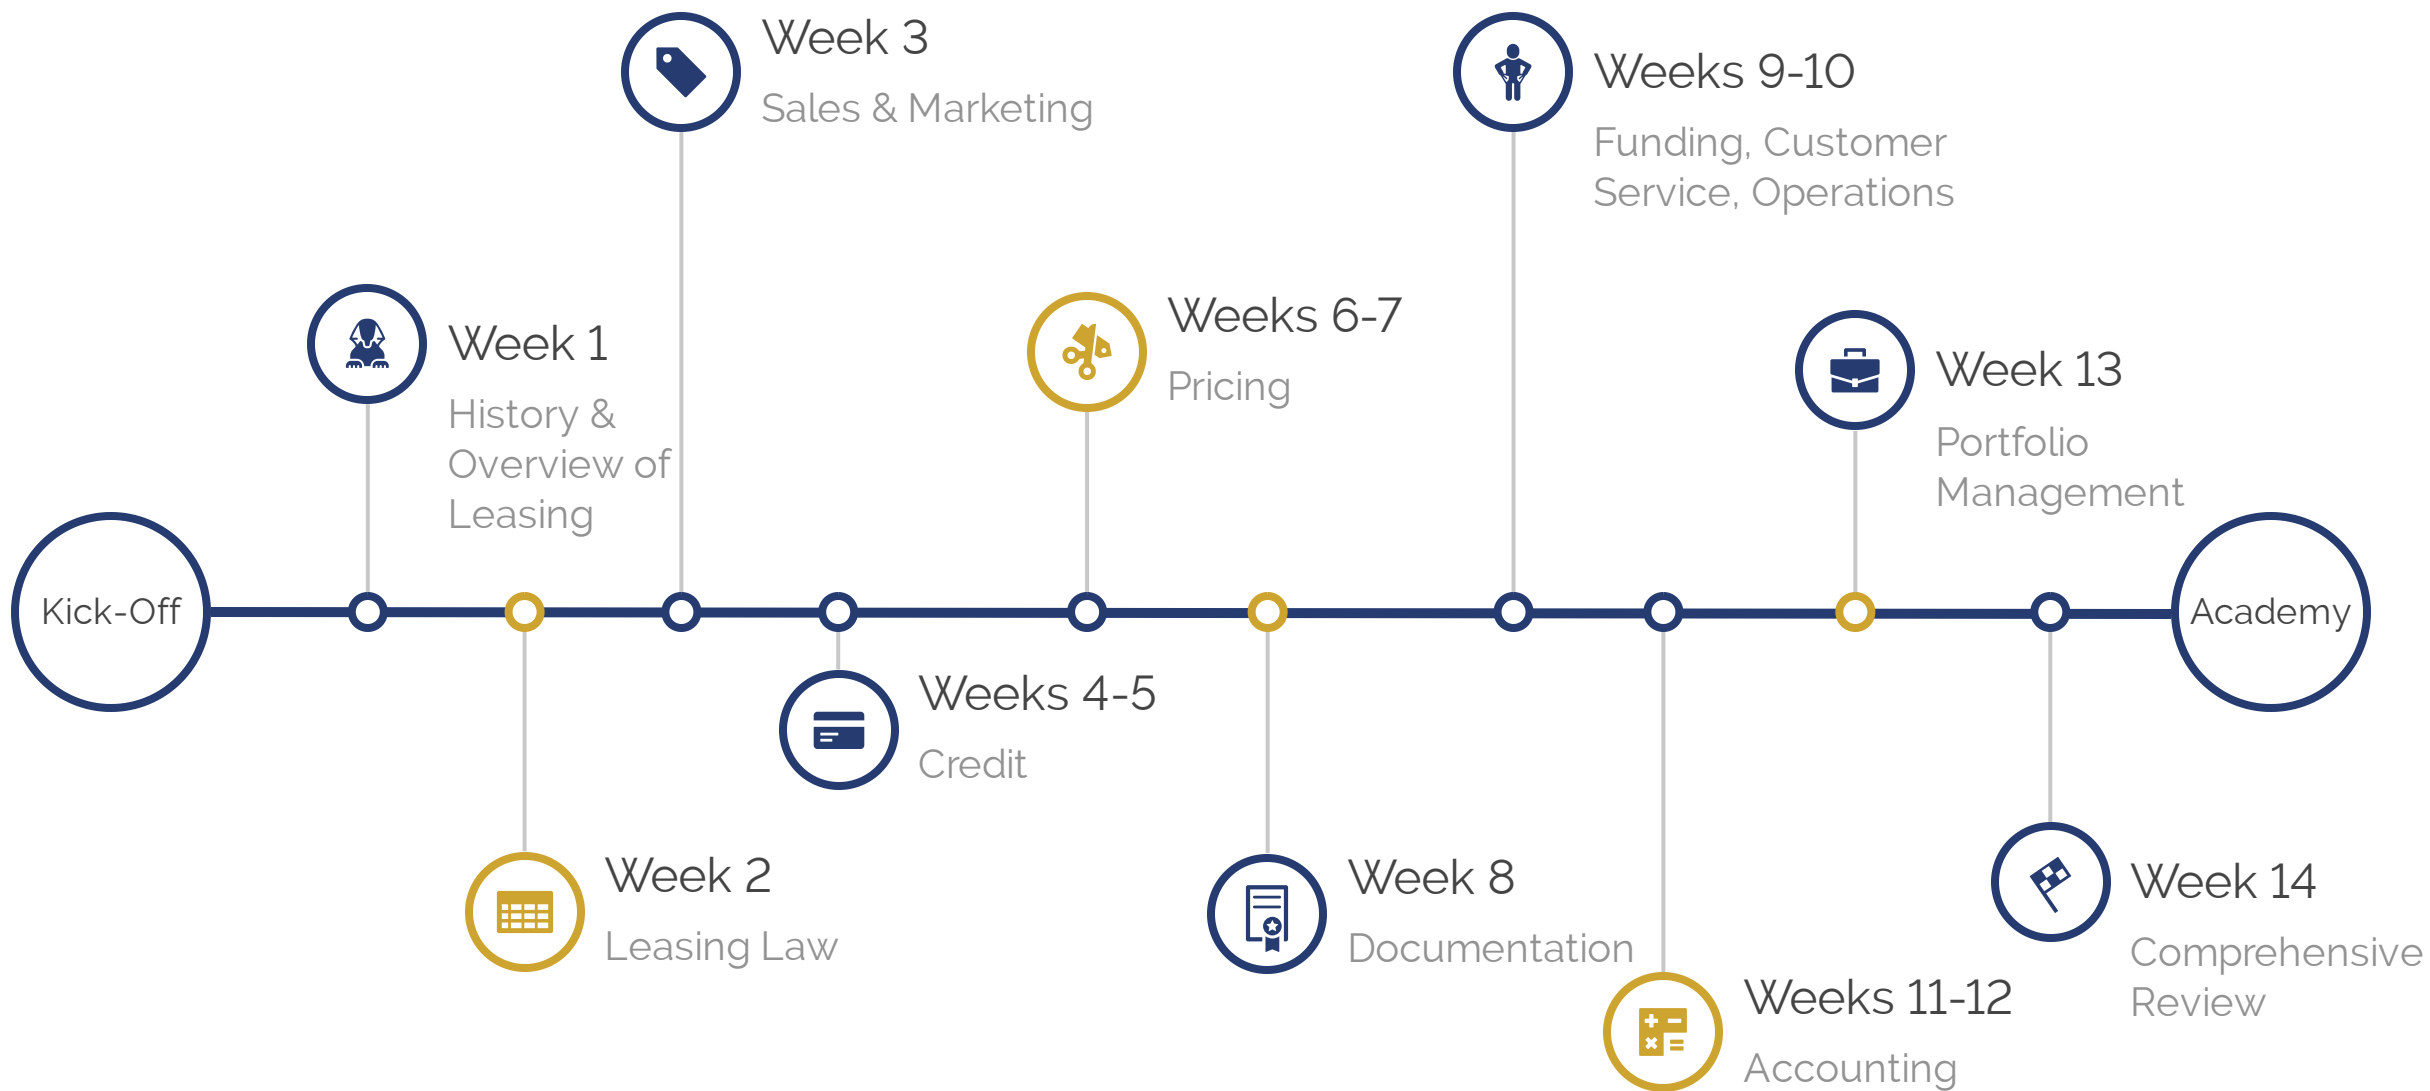 Kick-Off
Week 1
History &
Overview of
Leasing
Week 2
Leasing Law
Week 3
Sales & Marketing
Weeks 4-5
Credit
Weeks 6-7
Pricing
Week 8
Documentation
Weeks 9-10
Funding, Customer
Service, Operations
Weeks 11-12
Accounting
Week 13
Portfolio
Management
Week 14
Comprehensive
Review
Academy